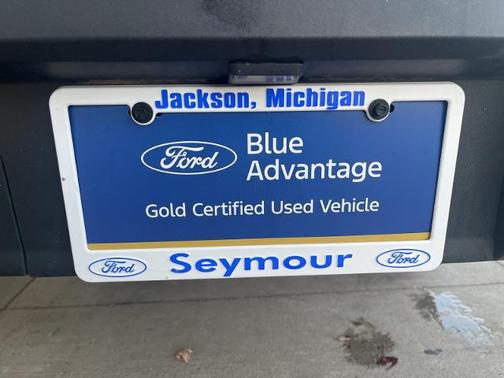 Jackson, Michigan
Ford
Blue
Advantage
Gold Certified Used Vehicle
Ford
Seymour
Ford